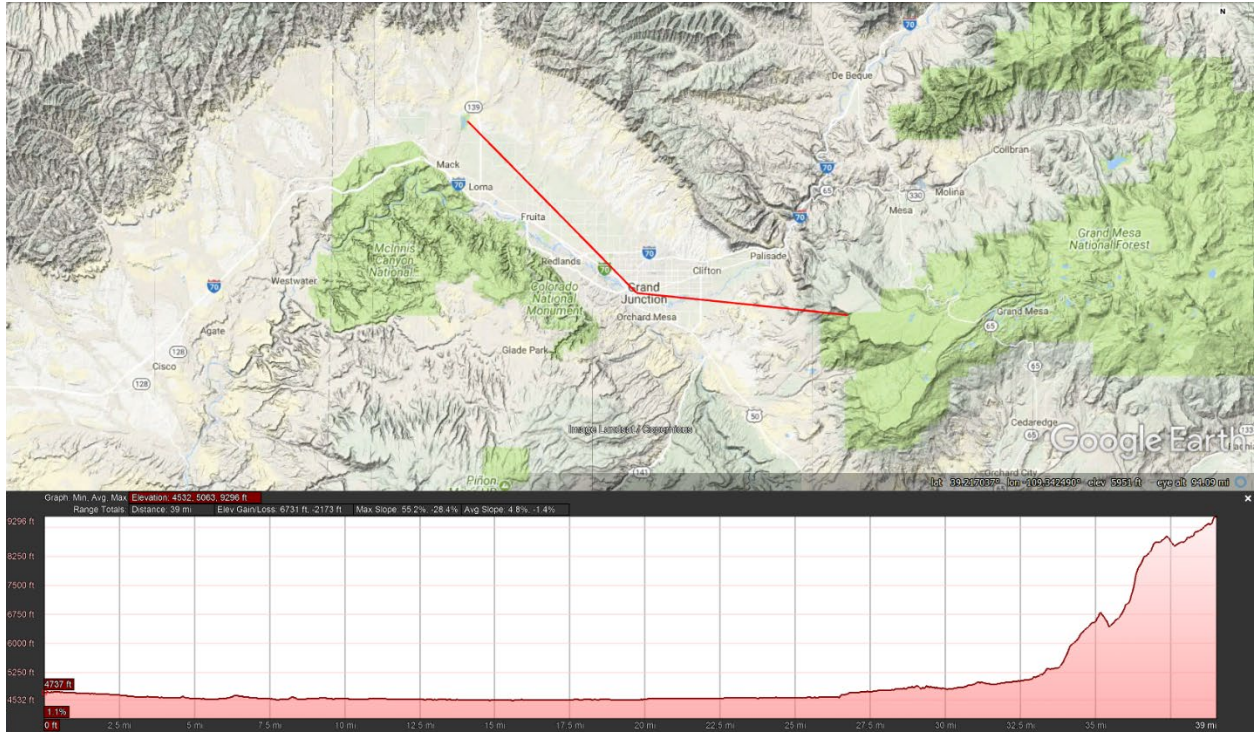 N
70
De Beque
139
Collbran
Mack
70
Loma
70
65
330
Molina
Mesa
70
Fruita
Grand Mesa
National Forest
McInnis
Canyon
National
70
Palisade
Redlands
70
Clifton
70
Westwater
Colorado
National
Monument
Grand
Junction
Orchard Mesa
Grand Mesa
65
Agate
Glade Park
128
Cisco
65
128
50
Cedaredge
65
Image Landsat / Copernicus
Google Earth
133
141
Orchard City
Piñon
lat 39.217037° lon -109.342490° elev 5951 ft eye alt 94.09 mi
Graph: Min, Avg, Max Elevation: 4532, 5063, 9296 ft
Range Totals: Distance: 39 mi Elev Gain/Loss: 6731 ft, -2173 ft Max Slope: 55.2%, -28.4% Avg Slope: 4.8%, -1.4%
9296 ft
8250 ft
7500 ft
6750 ft
6000 ft
5250 ft
4737 ft
4532 ft
1.1%
0 ft 2.5 mi 5 mi 7.5 mi 10 mi 12.5 mi 15 mi 17.5 mi 20 mi 22.5 mi 25 mi 27.5 mi 30 mi 32.5 mi 35 mi 39 mi